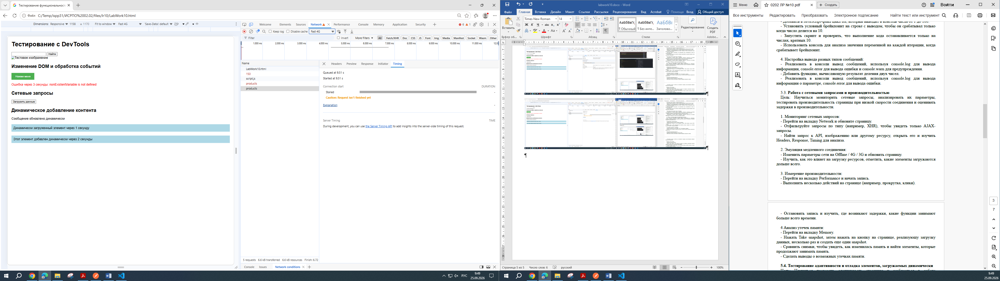 Тестирование функциональност
Файл C:/Temp/ispp31/ИСРПО%2002.02/files/lr10/LabWork10.html
Dimensions: Responsive 1158 × 1170 Fit to window Fast 4G 'Save-Data': default
Тестирование с DevTools
Найти
Тестовое изображение
Изменение DOM и обработка событий
Нажми меня
Ошибка через 3 секунды: nonExistentVariable is not defined
Сетевые запросы
Загрузить данные
Динамическое добавление контента
Сообщение обновлено динамически
Динамически загруженный элемент через 1 секунду
Этот элемент добавлен динамически через 2 секунды
Welcome Elements Sources Network Performance Console Memory Application Security 6 1
Keep log Disable cache Fast 4G
Filter Invert More filters All Fetch/XHR Doc CSS JS Font Img Media Manifest Socket Wasm Other
1,000 ms 2,000 ms 3,000 ms 4,000 ms 5,000 ms 6,000 ms 7,000 ms 8,000 ms 9,000 ms 10,000 ms 11,000 ms 12,0
Name
LabWork10.html
150
script.js
products
products
Headers Preview Response Initiator Timing
Queued at 9.51 s
Started at 9.51 s
Connection start DURATION
Stalled -
Caution: Request isn't finished yet
Explanation -
Server Timing TIME
During development, you can use the Server Timing API to add insights into the server-side timing of this request.
5 requests 6.6 kB transferred 6.6 kB resources Finish: 6.72
Console Issues Network conditions
РУС
9:49
25.09.2026
labwork10.docx - Word
Файл Главная Вставка Дизайн Макет Ссылки Рассылки Рецензирование Вид Acrobat Помощн Вход Общий доступ
Вставить
Times New Roman 14
Ж К Ч abc x₂ x²
АаБбВвГг, АаБбВвГг, АаБбВв
¶ Обычный ¶ Без инте... Заголово...
Редактирование
Создать PDF
Буфер об... Шрифт Абзац Стили Adobe...
Страница 5 из 5 Число слов: 6 русский 100%
Меню 0202 ЛР №10.pdf Создать Войти
Все инструменты Редактировать Преобразовать Электронное подписание Найти текст или инструмент
- Установить условный брейкпоинт на строке с выводом, чтобы он срабатывал только
когда число делится на 10.
- Запустить скрипт и проверить, что выполнение кода останавливается только на
числах, кратных 10.
- Использовать консоль для анализа значения переменной на каждой итерации, когда
срабатывает брейкпоинт.
4. Настройка вывода разных типов сообщений:
- Реализовать в консоли вывод сообщений, используя console.log для вывода
информации, console.error для вывода ошибки и console.warn для предупреждения.
- Добавить функцию, вычисляющую результат деления двух чисел.
- Реализовать в консоли вывод сообщений, используя console.log для вывода
информации о параметре, console.error для вывода ошибки.
5.3. Работа с сетевыми запросами и производительностью
Цель: Научиться мониторить сетевые запросы, анализировать их параметры,
тестировать производительность страницы при низкой скорости соединения и оценивать
задержки в производительности.
1. Мониторинг сетевых запросов:
- Перейти на вкладку Network и обновите страницу.
- Отфильтруйте запросы по типу (например, XHR), чтобы увидеть только AJAX-
запросы.
- Найти запрос к API, изображению или другому ресурсу, открыть его и изучить
Headers, Response, Timing для анализа.
2. Эмуляция медленного соединения:
- Изменить параметры сети на Offline / 4G / 3G и обновить страницу.
- Изучить, как это влияет на загрузку ресурсов, отметить, какие элементы загружаются
дольше всего.
3. Измерение производительности:
- Перейти на вкладку Performance и начать запись.
- Выполнить несколько действий на странице (например, прокрутка, клики).
- Остановить запись и изучить, где возникают задержки, какие функции занимают
больше всего времени.
4 Анализ утечек памяти:
- Перейти на вкладку Memory.
- Нажать Take snapshot, затем нажать на кнопку на странице, реализующу загрузку
данных, несколько раз и создать еще один snapshot.
- Сравнить снимки, чтобы увидеть, как изменилась память и найти элементы, которые
продолжают занимать память.
- Сделать выводы о возможных утечках памяти.
5.4. Тестирование адаптивности и отладка элементов, загружаемых динамически
3
7
9:49
25.09.2026